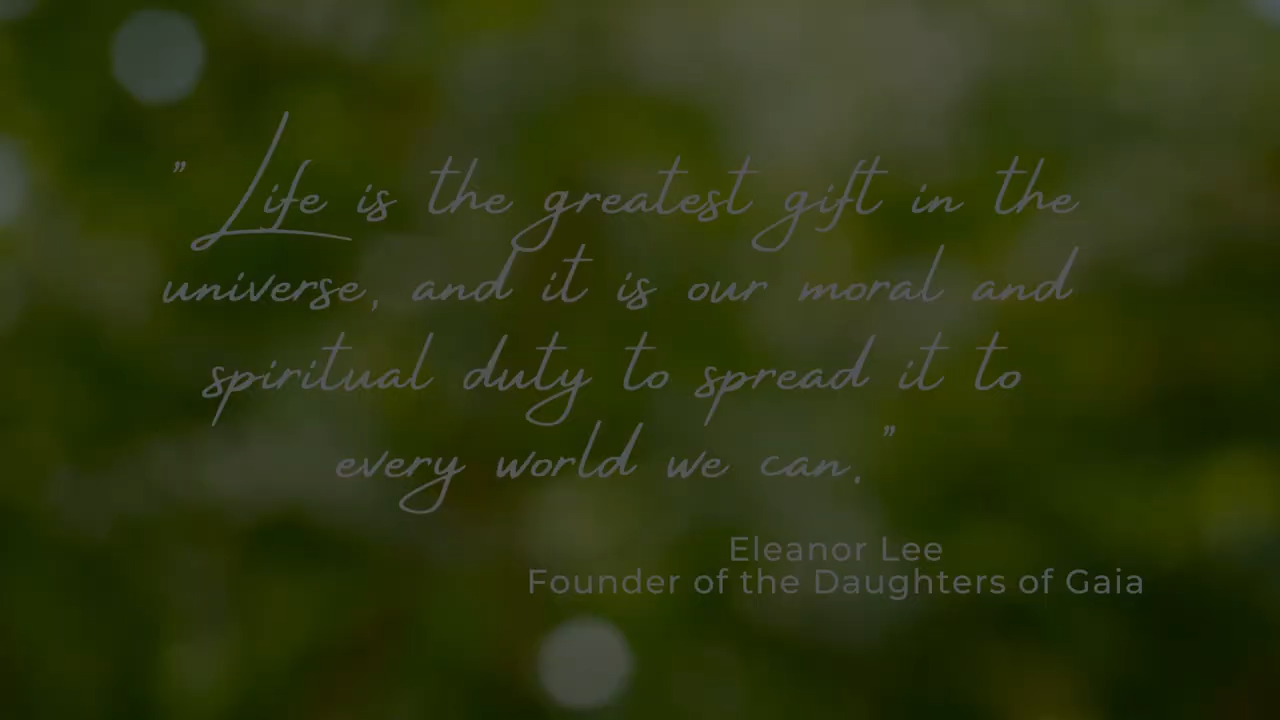 ” Life is the greatest gift in the
universe, and it is our moral and
spiritual duty to spread it to
every world we can.”
Eleanor Lee
Founder of the Daughters of Gaia